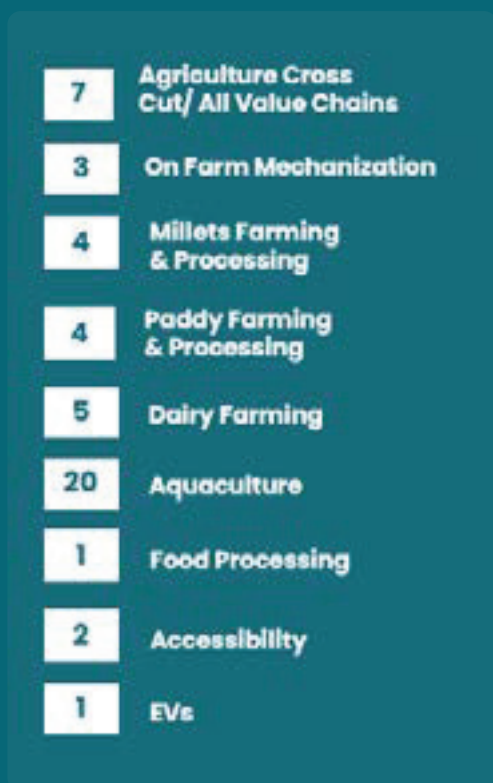 7
Agriculture Cross
Cut/ All Value Chains
3
On Farm Mechanization
4
Millets Farming
& Processing
4
Paddy Farming
& Processing
5
Dairy Farming
20
Aquaculture
1
Food Processing
2
Accessibility
1
EVs